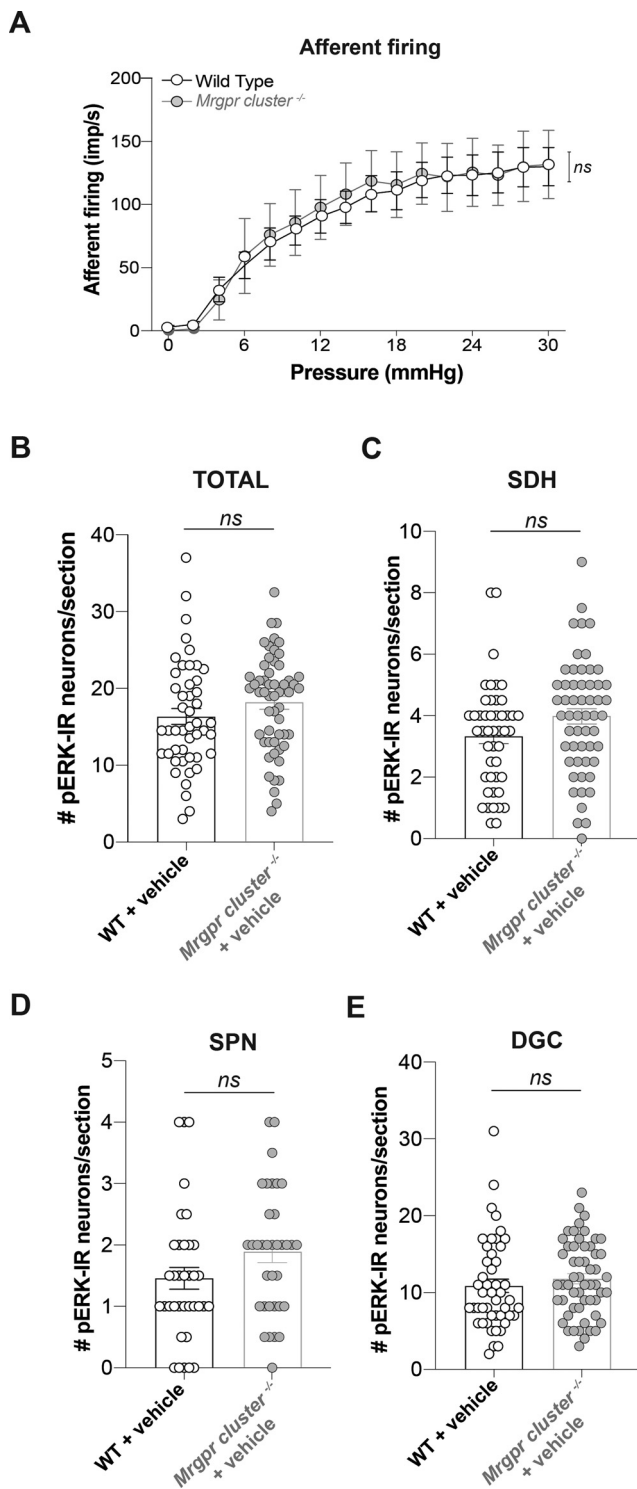 A
Afferent firing
Wild Type
Mrgpr cluster -/-
200
150
100
50
0
Afferent firing (imp/s)
ns
0 6 12 18 24 30
Pressure (mmHg)
B
TOTAL
ns
40
30
20
10
0
# pERK-IR neurons/section
WT + vehicle
Mrgpr cluster -/-
+ vehicle
C
SDH
ns
10
8
6
4
2
0
# pERK-IR neurons/section
WT + vehicle
Mrgpr cluster -/-
+ vehicle
D
SPN
ns
5
4
3
2
1
0
# pERK-IR neurons/section
WT + vehicle
Mrgpr cluster -/-
+ vehicle
E
DGC
ns
40
30
20
10
0
# pERK-IR neurons/section
WT + vehicle
Mrgpr cluster -/-
+ vehicle